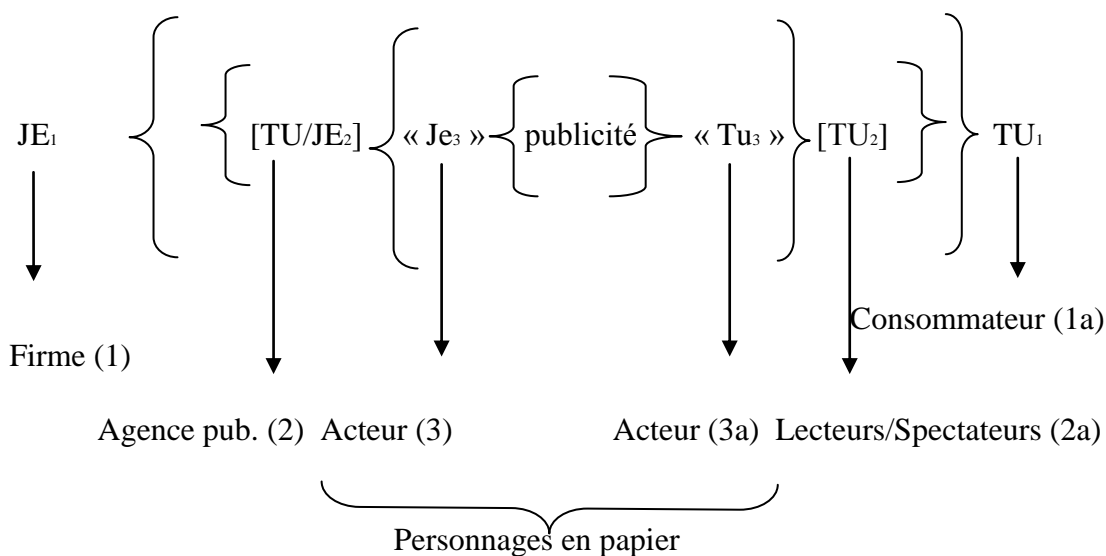 JE₁ [TU/JE₂] « Je₃ » publicité « Tu₃ » [TU₂] TU₁
Consommateur (1a)
Firme (1)
Agence pub. (2) Acteur (3) Acteur (3a) Lecteurs/Spectateurs (2a)
Personnages en papier